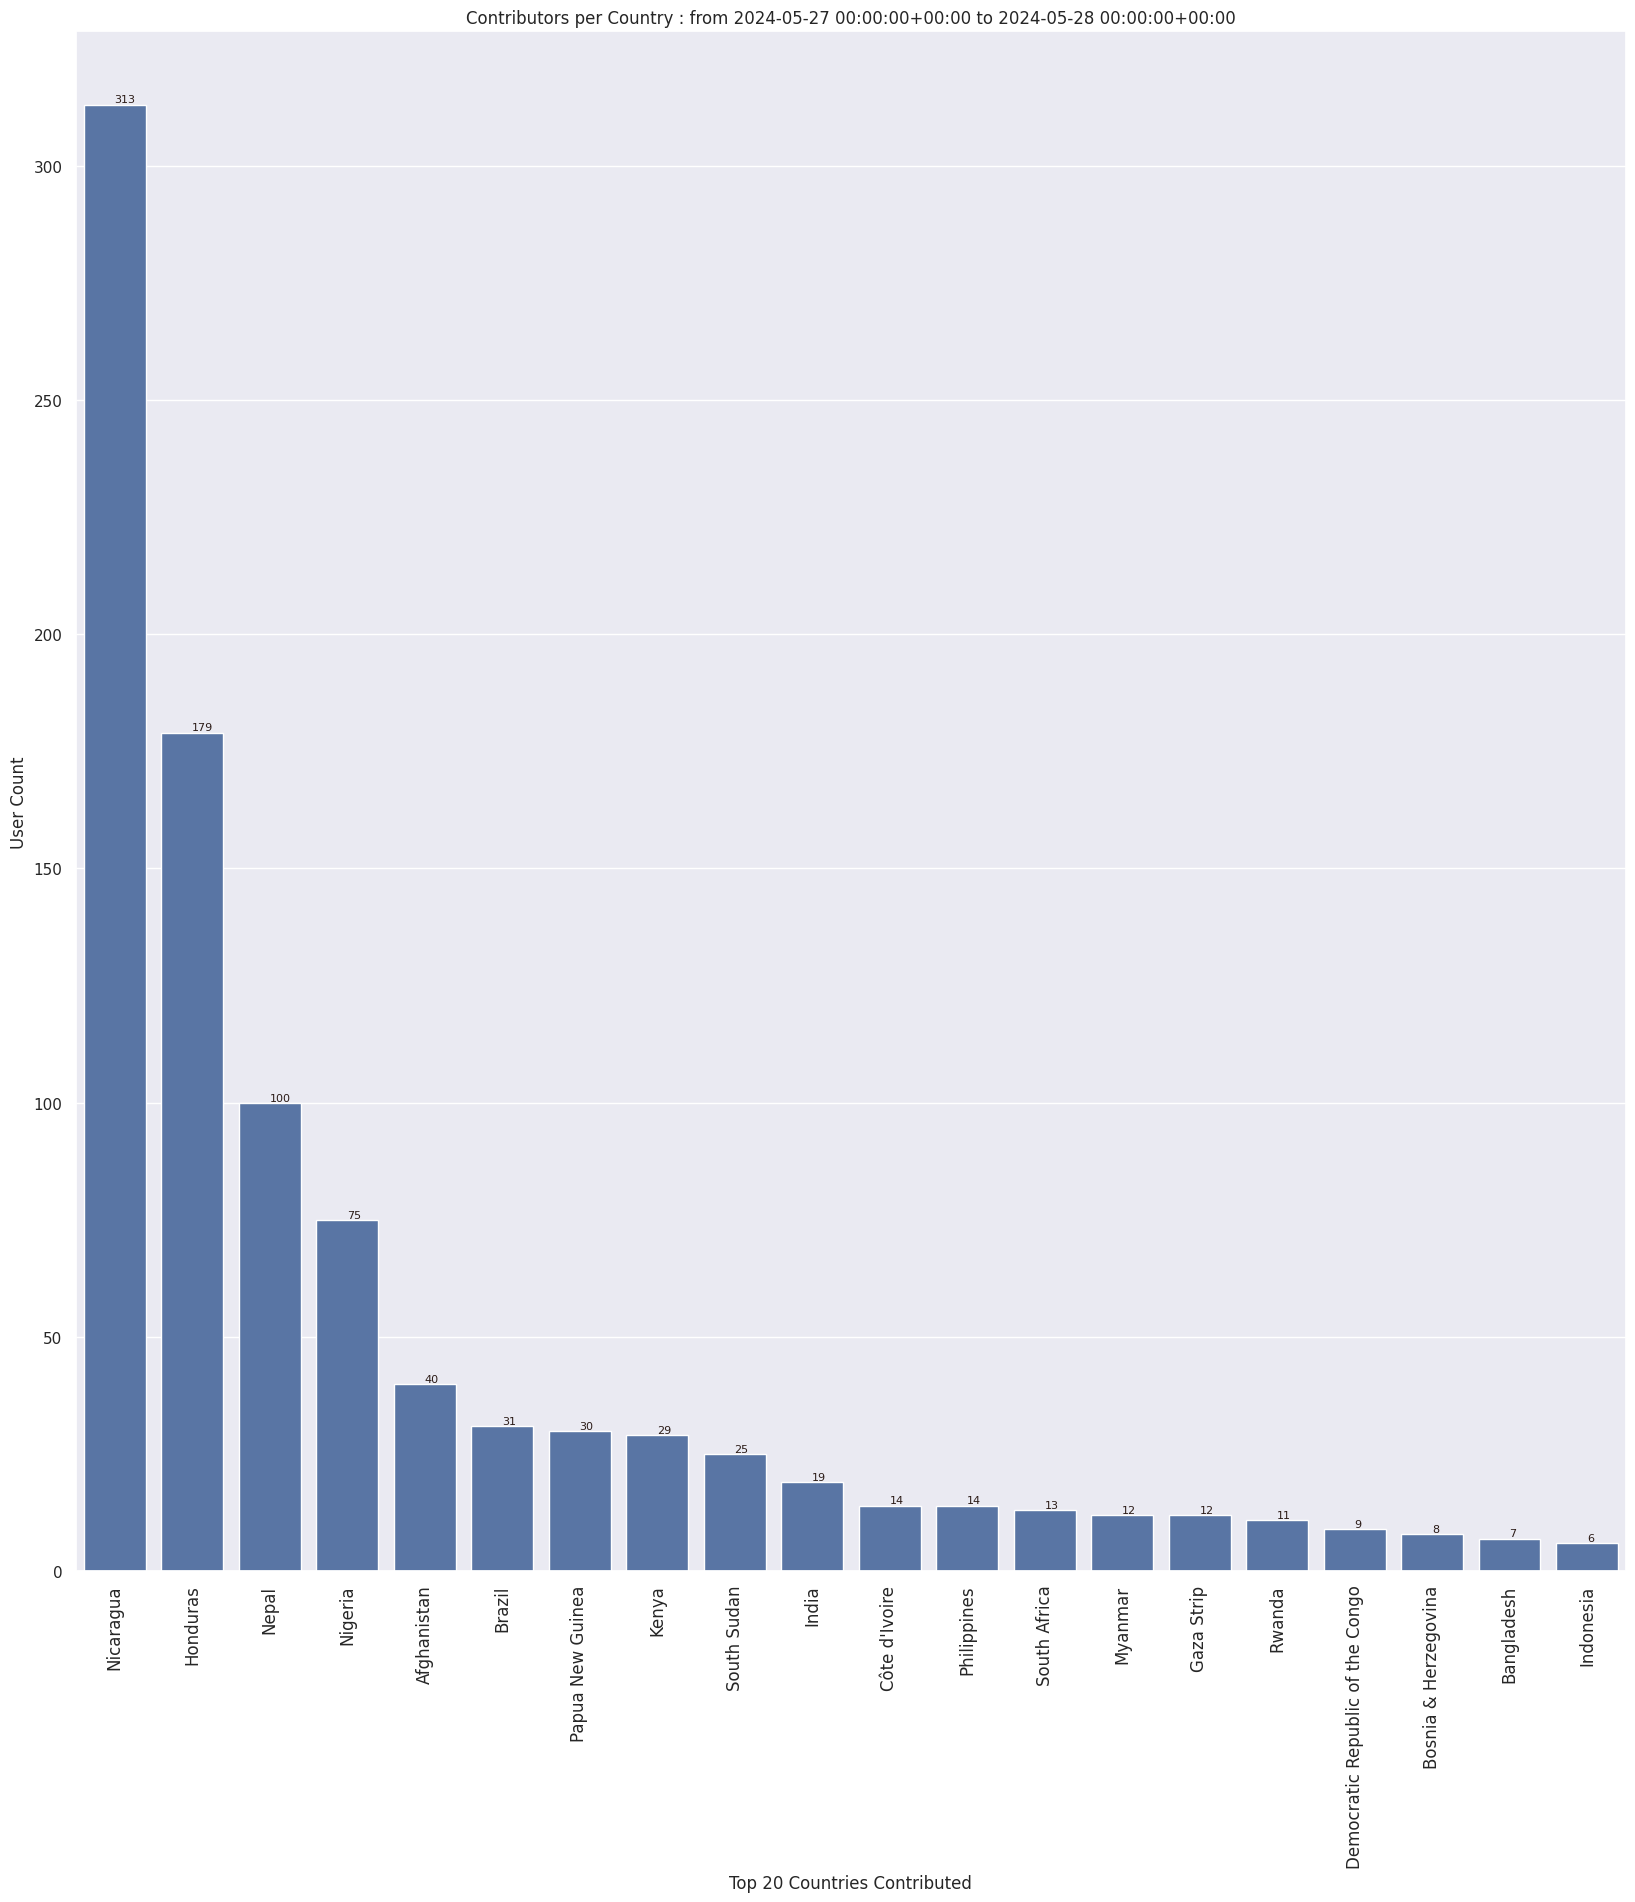 Contributors per Country : from 2024-05-27 00:00:00+00:00 to 2024-05-28 00:00:00+00:00
User Count
300
250
200
150
100
50
0
313
179
100
75
40
31
30
29
25
19
14
14
13
12
12
11
9
8
7
6
Nicaragua
Honduras
Nepal
Nigeria
Afghanistan
Brazil
Papua New Guinea
Kenya
South Sudan
India
Côte d'Ivoire
Philippines
South Africa
Myanmar
Gaza Strip
Rwanda
Democratic Republic of the Congo
Bosnia & Herzegovina
Bangladesh
Indonesia
Top 20 Countries Contributed